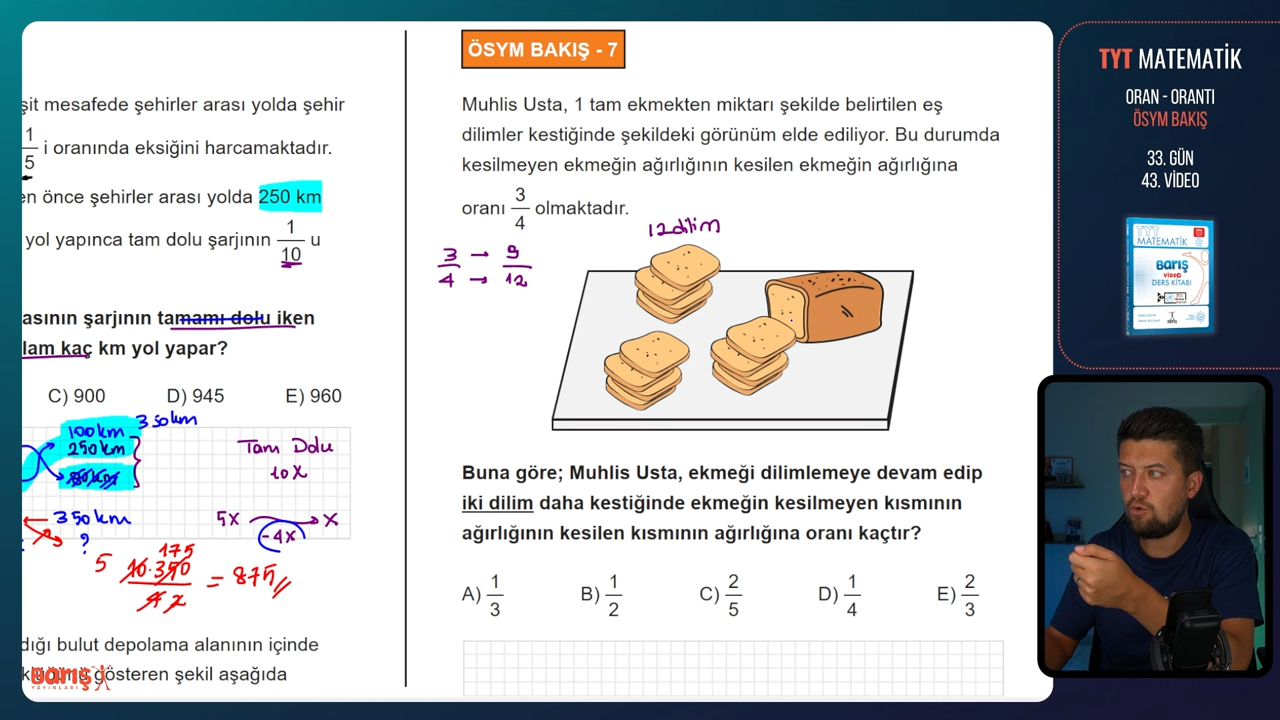 şit mesafede şehirler arası yolda şehir
1
5 i oranında eksiğini harcamaktadır.
en önce şehirler arası yolda 250 km
yol yapınca tam dolu şarjının 1 u
10
asının şarjının tamamı dolu iken
lam kaç km yol yapar?
C) 900 D) 945 E) 960
350km
100km
250km
Tam Dolu
10x
350km
?
5x → x
-4x
5 175
10.350 = 875
dığı bulut depolama alanının içinde
gösteren şekil aşağıda
BARIŞ
YAYINLARI
ÖSYM BAKIŞ - 7
Muhlis Usta, 1 tam ekmekten miktarı şekilde belirtilen eş
dilimler kestiğinde şekildeki görünüm elde ediliyor. Bu durumda
kesilmeyen ekmeğin ağırlığının kesilen ekmeğin ağırlığına
oranı 3/4 olmaktadır.
12 dilim
3 → 9
4 → 12
Buna göre; Muhlis Usta, ekmeği dilimlemeye devam edip
iki dilim daha kestiğinde ekmeğin kesilmeyen kısmının
ağırlığının kesilen kısmının ağırlığına oranı kaçtır?
A) 1/3 B) 1/2 C) 2/5 D) 1/4 E) 2/3
TYT MATEMATİK
ORAN - ORANTI
ÖSYM BAKIŞ
33. GÜN
43. VİDEO
TYT
MATEMATİK
BARIŞ
VİDEO
DERS KİTABI